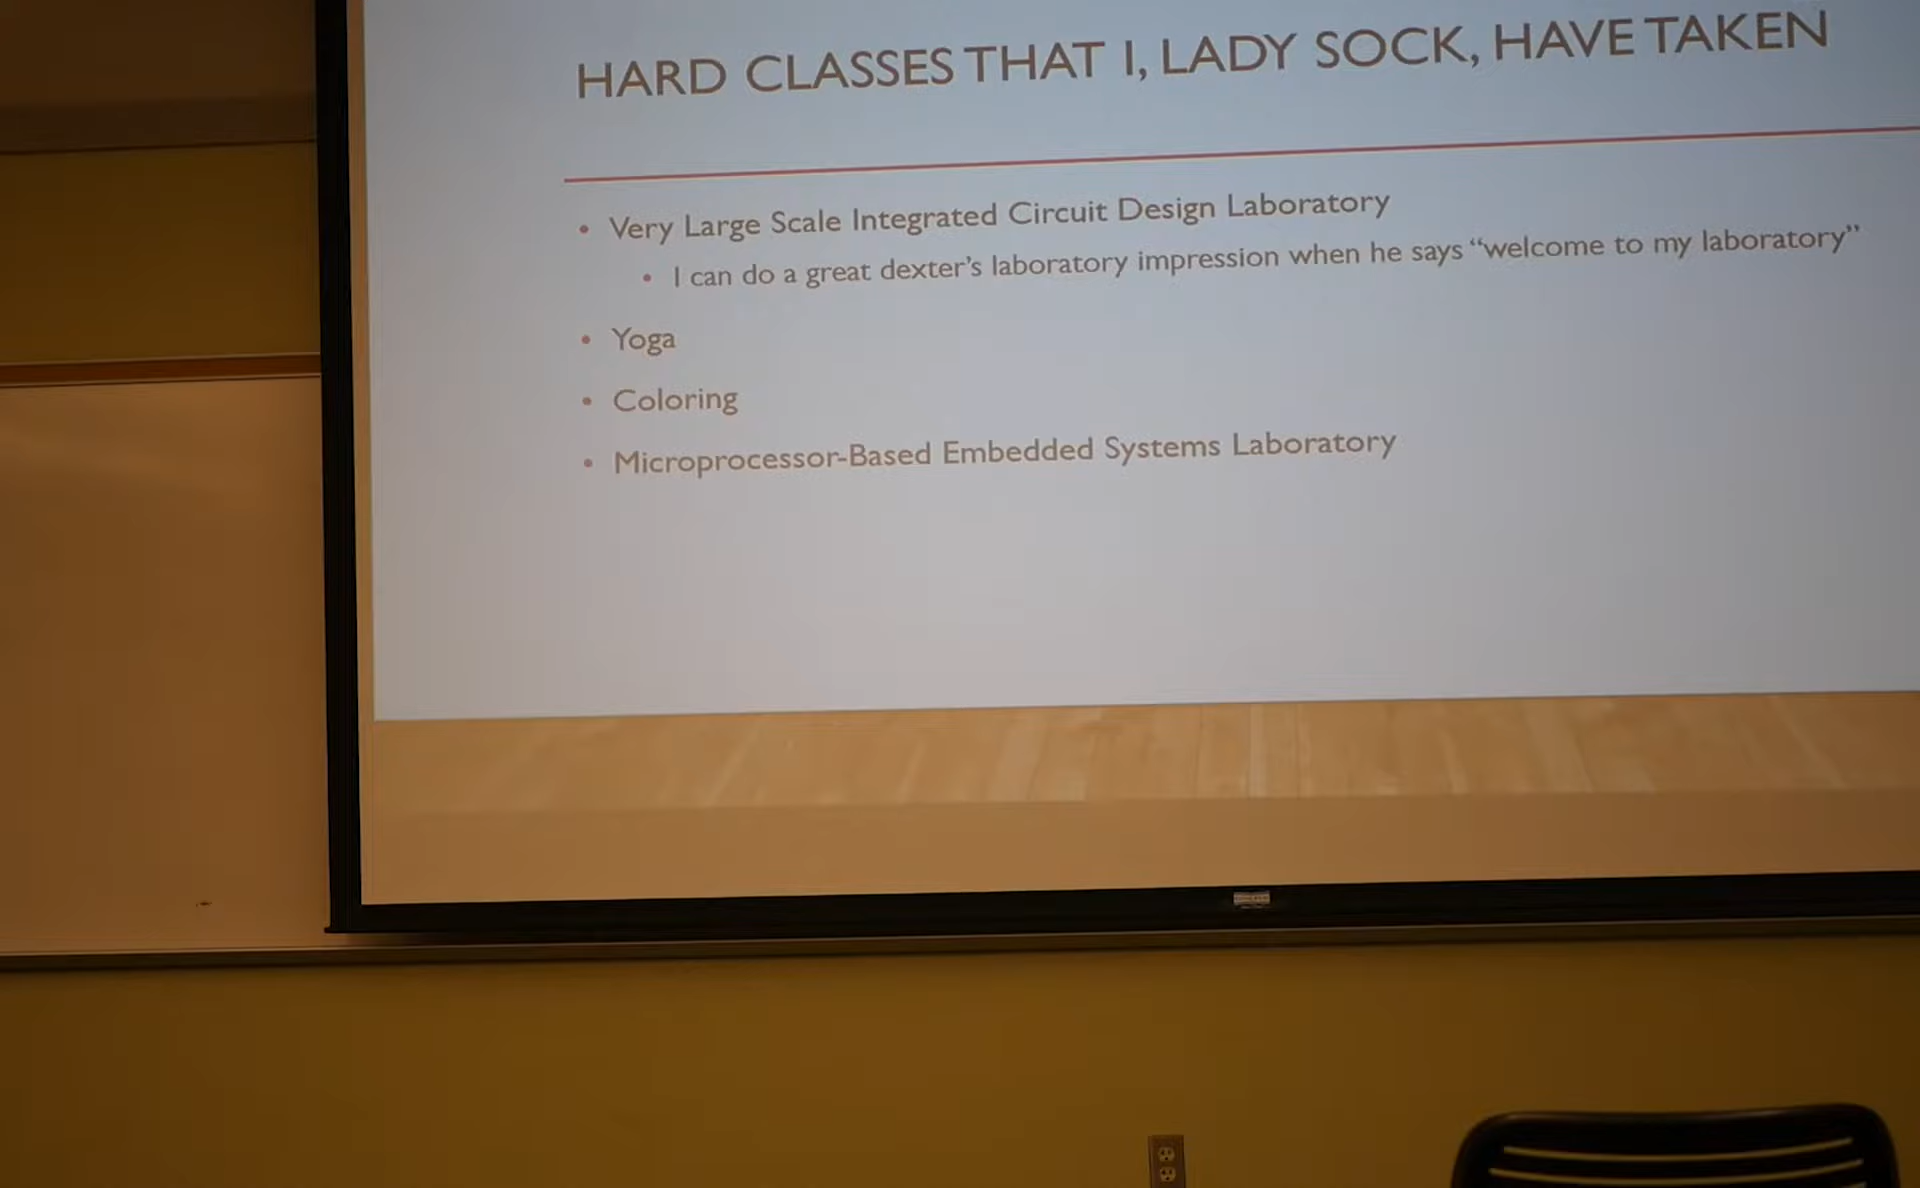 HARD CLASSES THAT I, LADY SOCK, HAVE TAKEN
• Very Large Scale Integrated Circuit Design Laboratory
• I can do a great dexter’s laboratory impression when he says “welcome to my laboratory”
• Yoga
• Coloring
• Microprocessor-Based Embedded Systems Laboratory